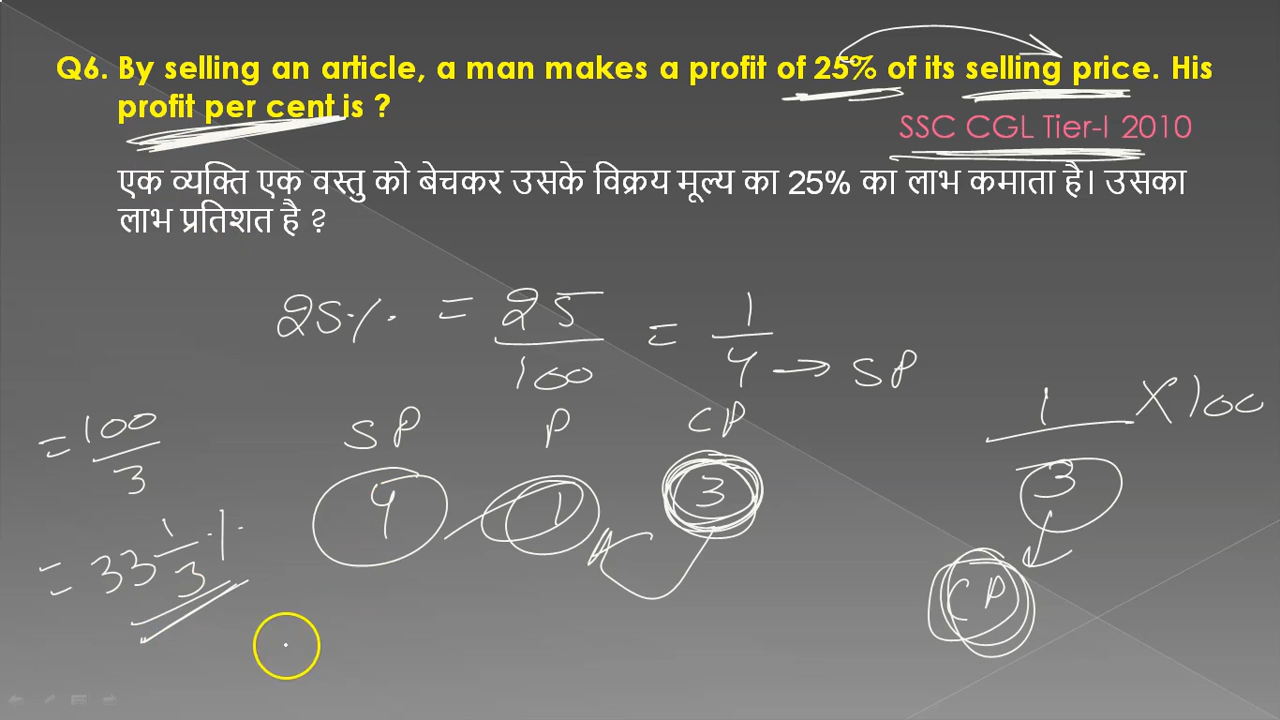 Q6. By selling an article, a man makes a profit of 25% of its selling price. His
profit per cent is ?
SSC CGL Tier-I 2010
एक व्यक्ति एक वस्तु को बेचकर उसके विक्रय मूल्य का 25% का लाभ कमाता है। उसका
लाभ प्रतिशत है ?
25% = 25/100 = 1/4 → SP
SP P CP
4 1 3
1/3 × 100
CP
= 100/3
= 33 1/3 %